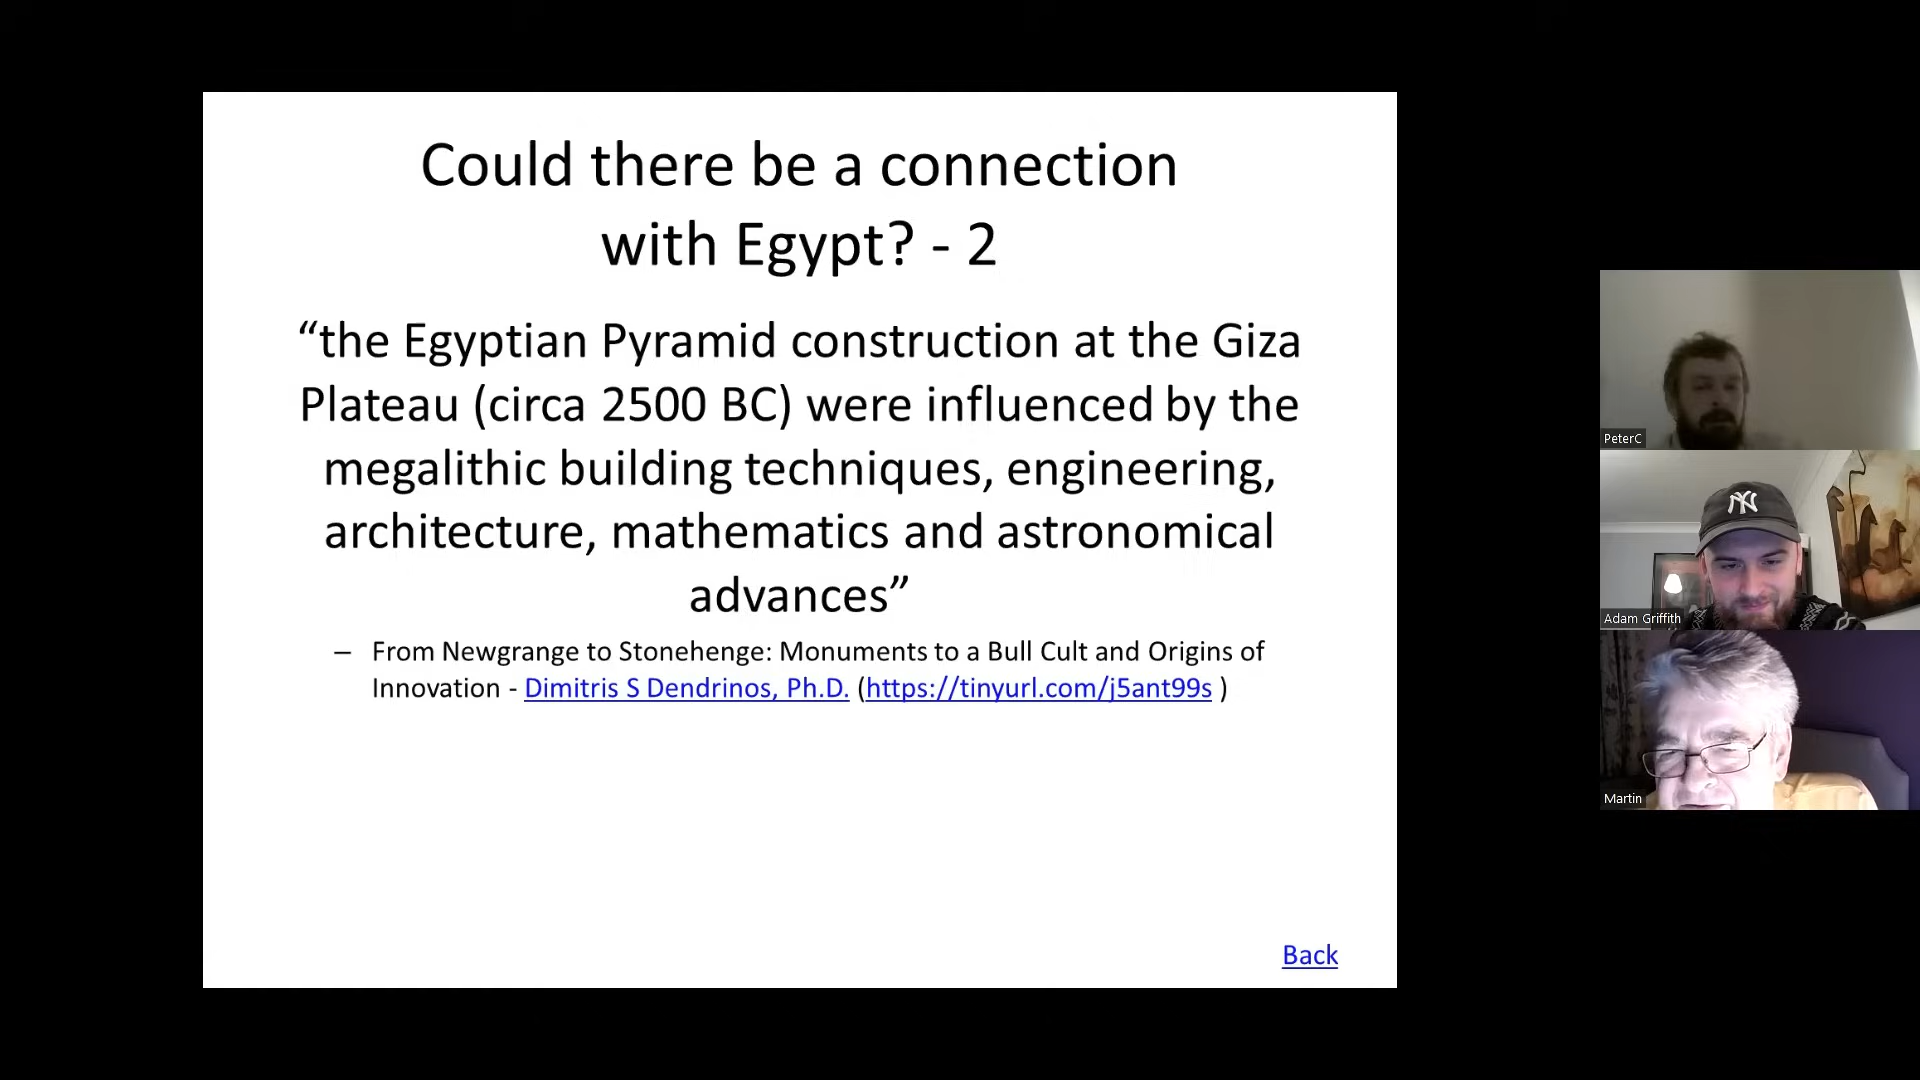 Could there be a connection
with Egypt? - 2
“the Egyptian Pyramid construction at the Giza
Plateau (circa 2500 BC) were influenced by the
megalithic building techniques, engineering,
architecture, mathematics and astronomical
advances”
– From Newgrange to Stonehenge: Monuments to a Bull Cult and Origins of
Innovation - Dimitris S Dendrinos, Ph.D. (https://tinyurl.com/j5ant99s )
Back
PeterC
NY
Adam Griffith
Martin